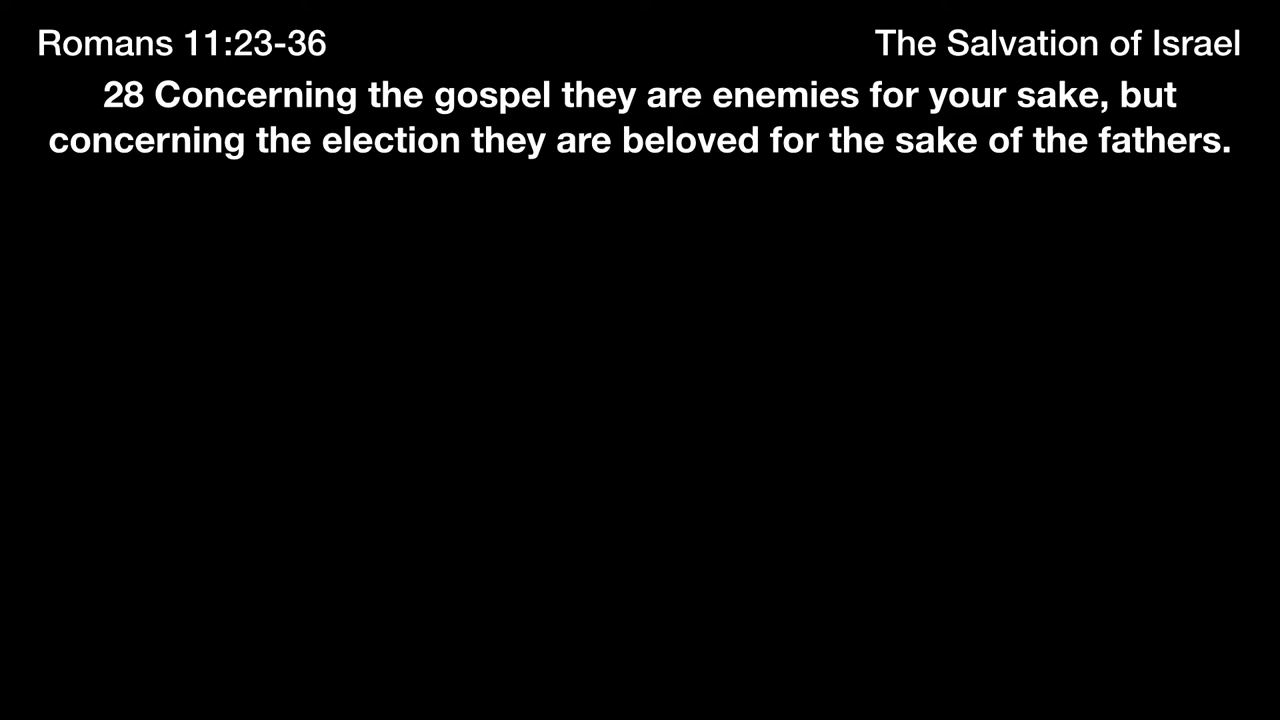 Romans 11:23-36
The Salvation of Israel
28 Concerning the gospel they are enemies for your sake, but
concerning the election they are beloved for the sake of the fathers.